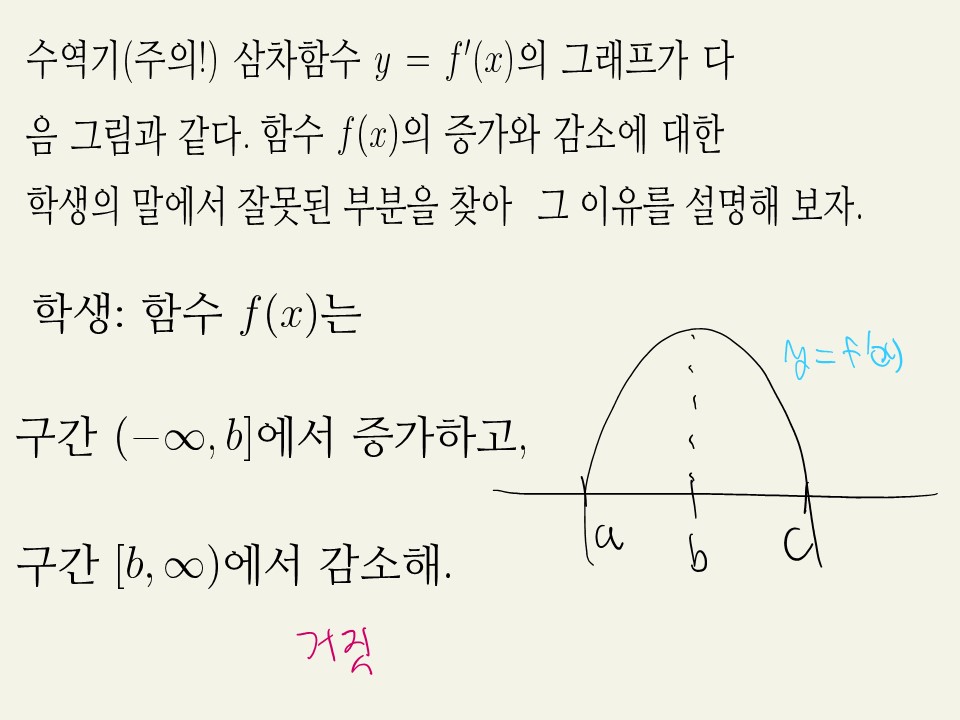 수역기(주의!) 삼차함수 y = f′(x)의 그래프가 다
음 그림과 같다. 함수 f(x)의 증가와 감소에 대한
학생의 말에서 잘못된 부분을 찾아 그 이유를 설명해 보자.
학생: 함수 f(x)는
y=f'(x)
구간 (−∞, b]에서 증가하고,
a b c
구간 [b, ∞)에서 감소해.
거짓